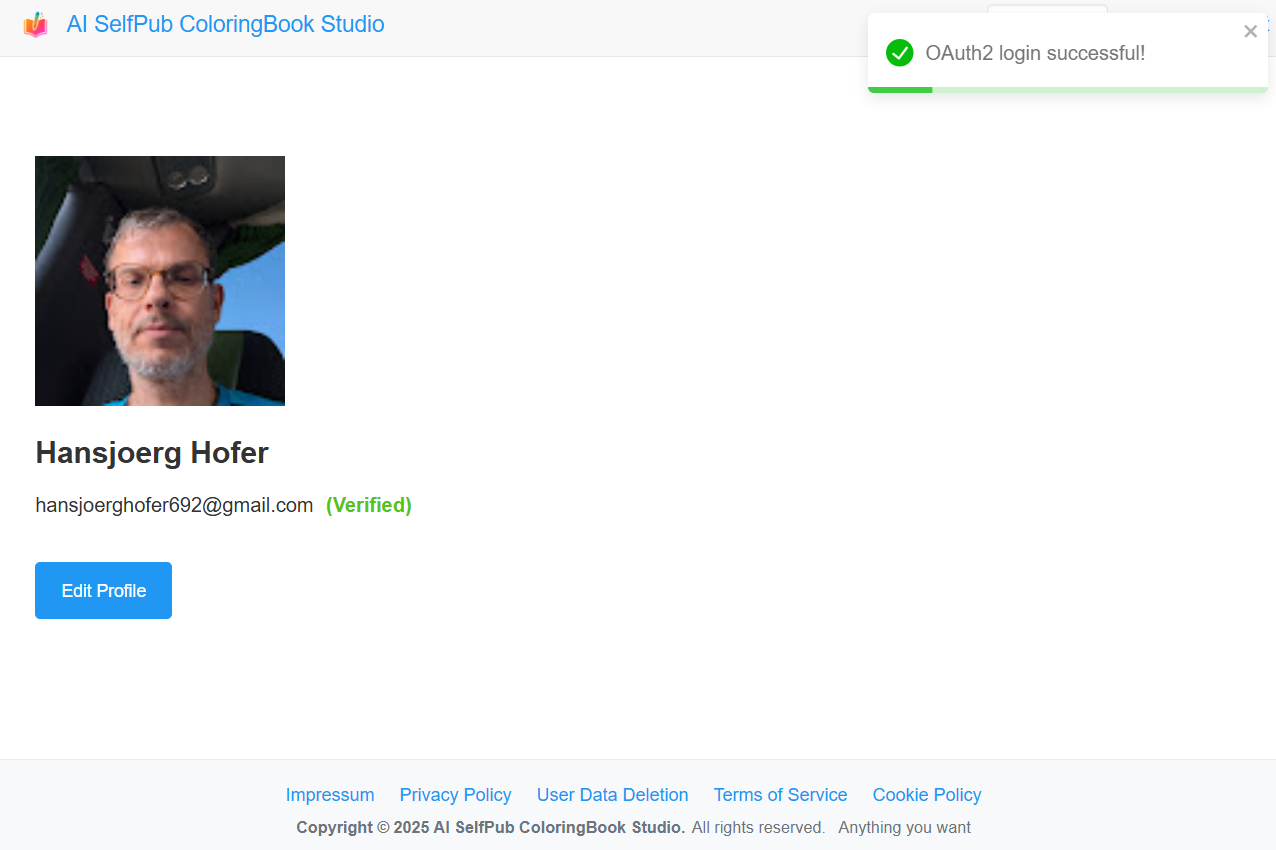 AI SelfPub ColoringBook Studio
OAuth2 login successful!
Hansjoerg Hofer
hansjoerghofer692@gmail.com (Verified)
Edit Profile
Impressum Privacy Policy User Data Deletion Terms of Service Cookie Policy
Copyright © 2025 AI SelfPub ColoringBook Studio. All rights reserved. Anything you want